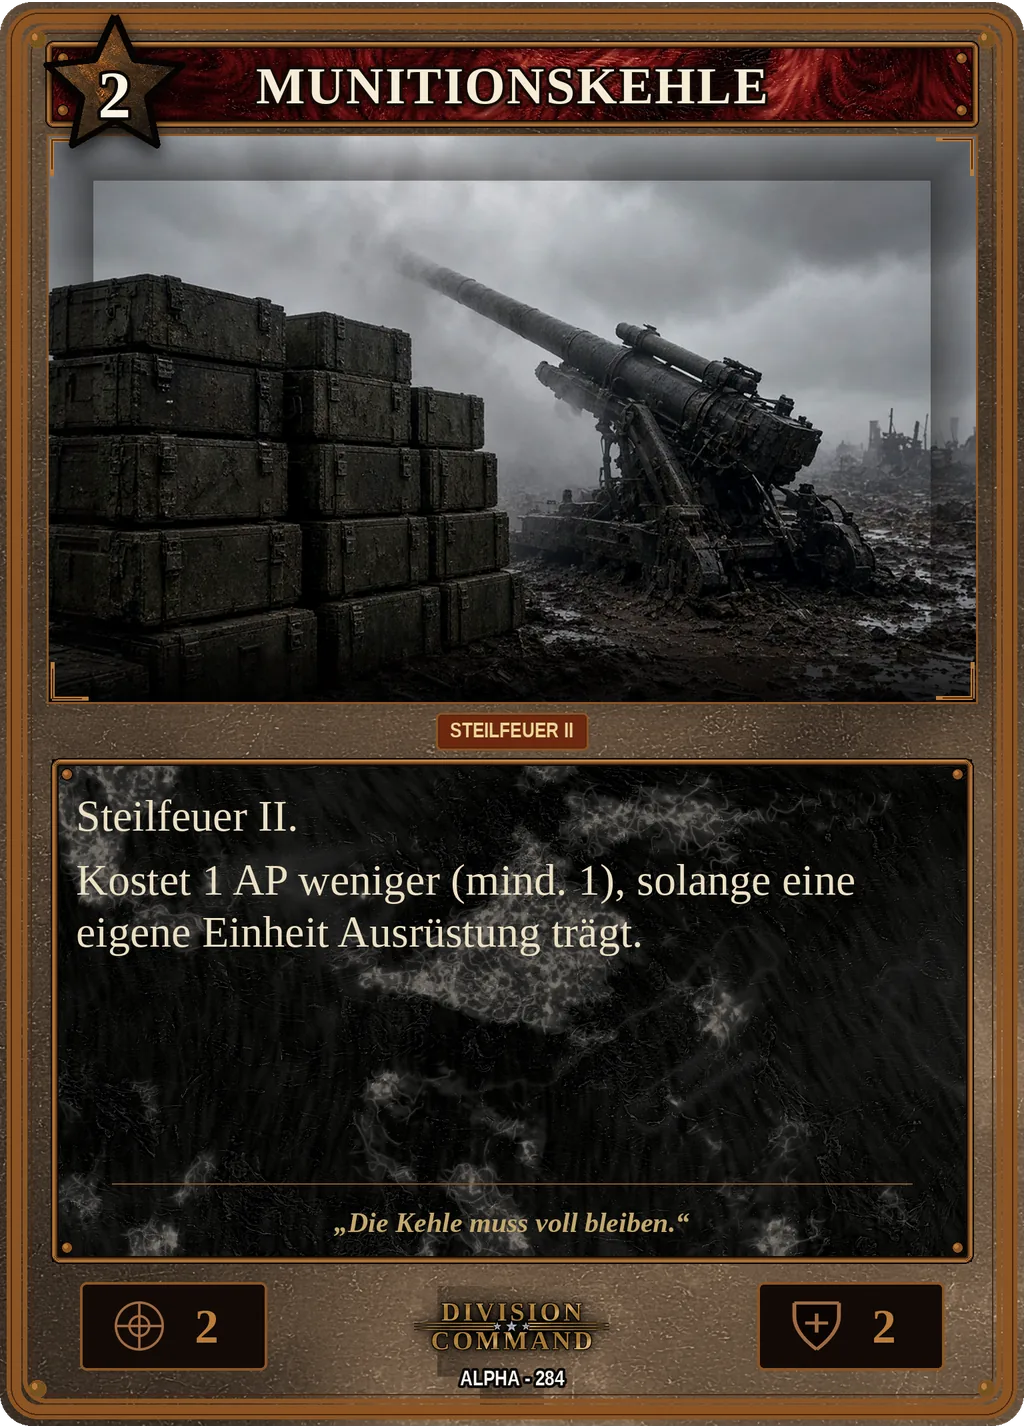 2
MUNITIONSKEHLE
STEILFEUER II
Steilfeuer II.
Kostet 1 AP weniger (mind. 1), solange eine
eigene Einheit Ausrüstung trägt.
„Die Kehle muss voll bleiben.“
2
DIVISION
COMMAND
2
ALPHA - 284